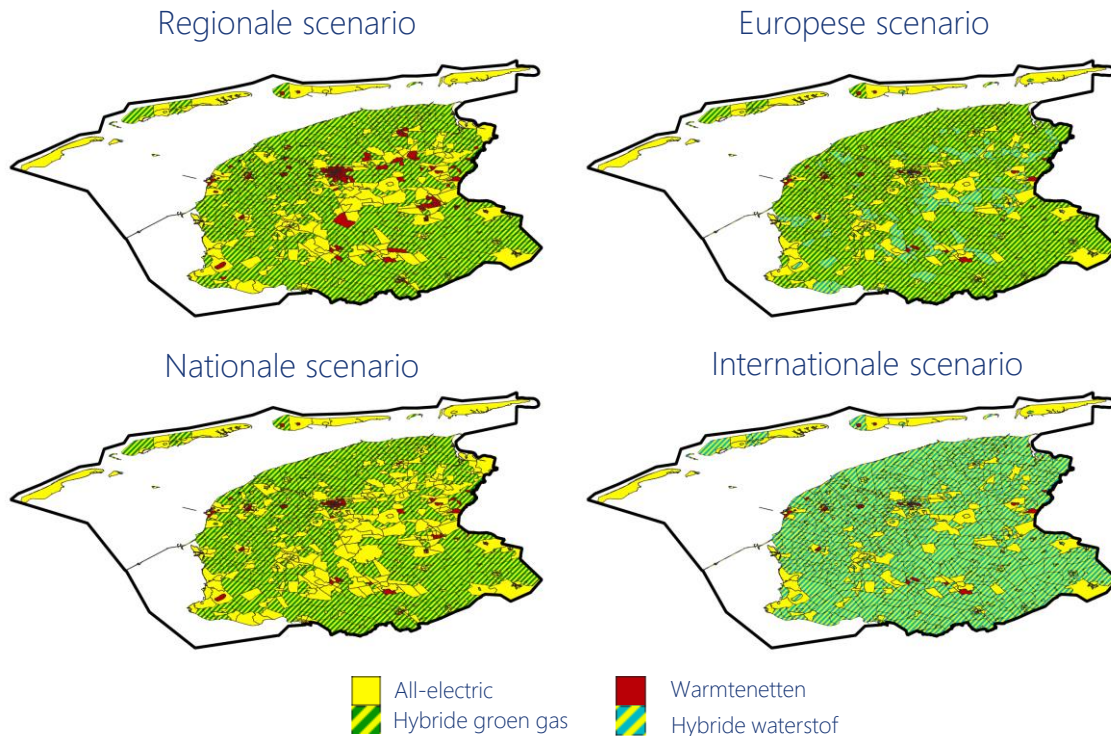 Regionale scenario
Europese scenario
Nationale scenario
Internationale scenario
All-electric
Warmtenetten
Hybride groen gas
Hybride waterstof